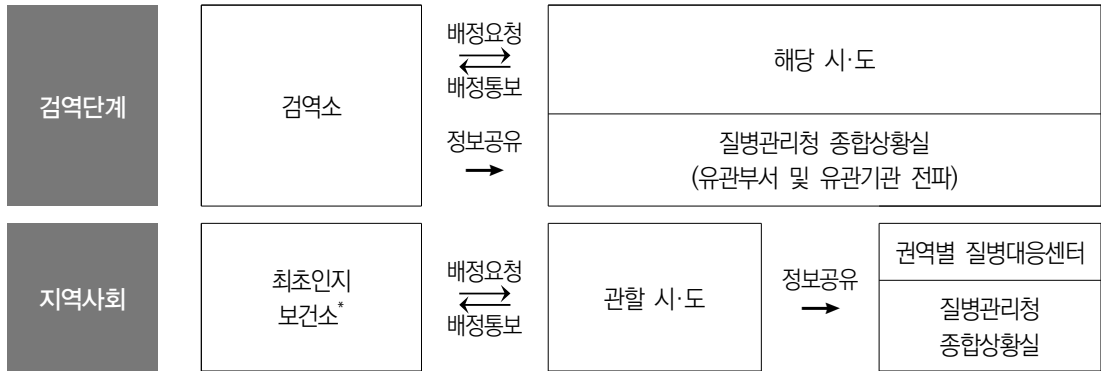 검역단계
검역소
배정요청
배정통보
정보공유
해당 시·도
질병관리청 종합상황실
(유관부서 및 유관기관 전파)
지역사회
최초인지
보건소*
배정요청
배정통보
관할 시·도
정보공유
권역별 질병대응센터
질병관리청
종합상황실